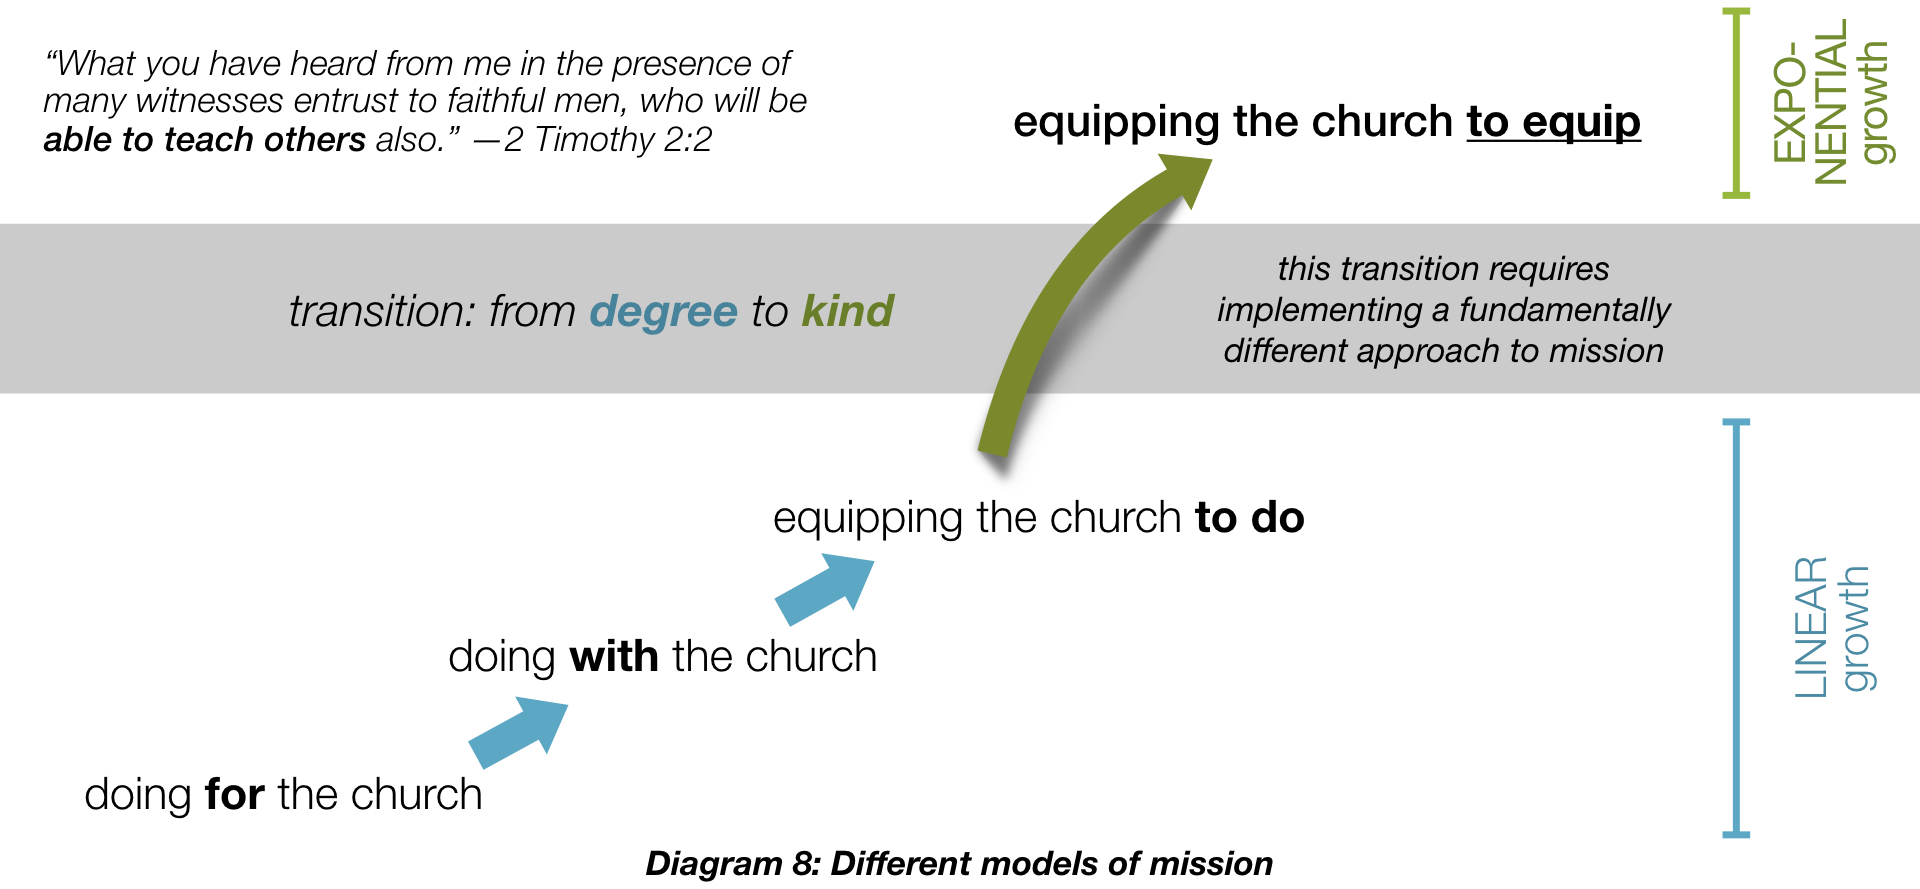 “What you have heard from me in the presence of
many witnesses entrust to faithful men, who will be
able to teach others also.” —2 Timothy 2:2
equipping the church to equip
EXPO-
NENTIAL
growth
transition: from degree to kind
this transition requires
implementing a fundamentally
different approach to mission
equipping the church to do
doing with the church
doing for the church
LINEAR
growth
Diagram 8: Different models of mission